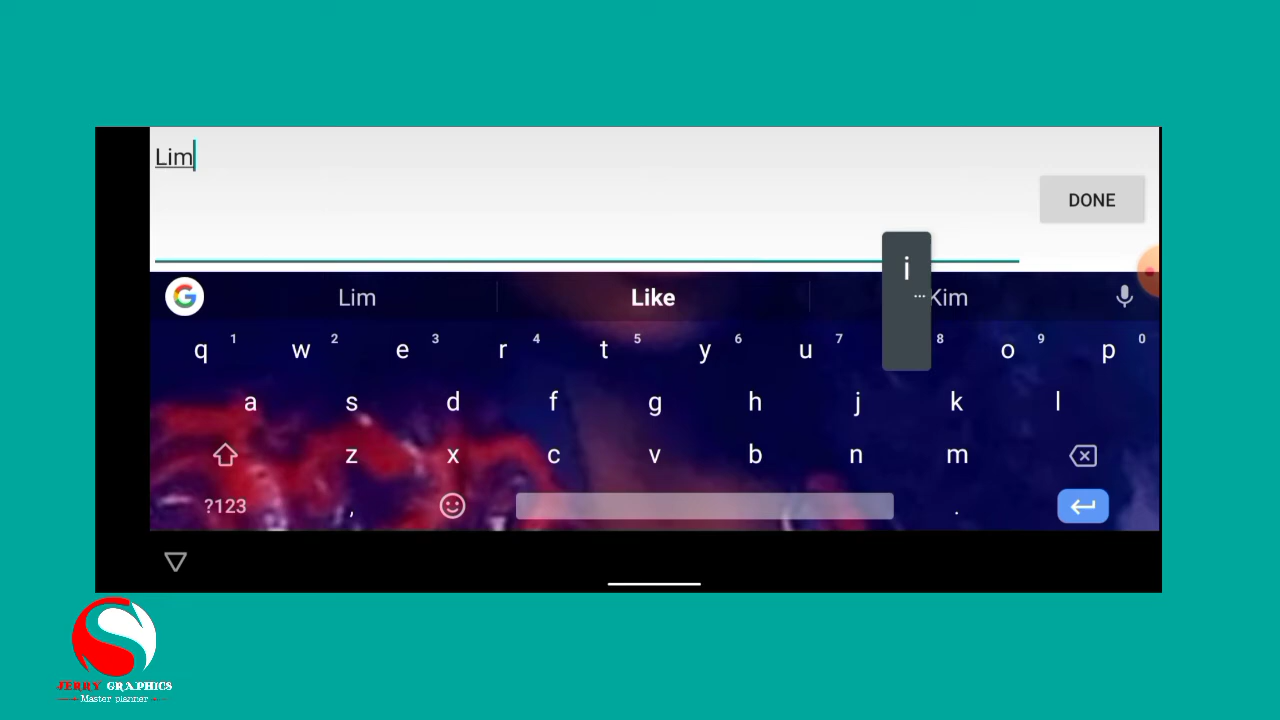 Lim
DONE
i
...
Lim Like Kim
q 1 w 2 e 3 r 4 t 5 y 6 u 7 8 o 9 p 0
a s d f g h j k l
z x c v b n m
?123 , .
JERRY GRAPHICS
Master planner